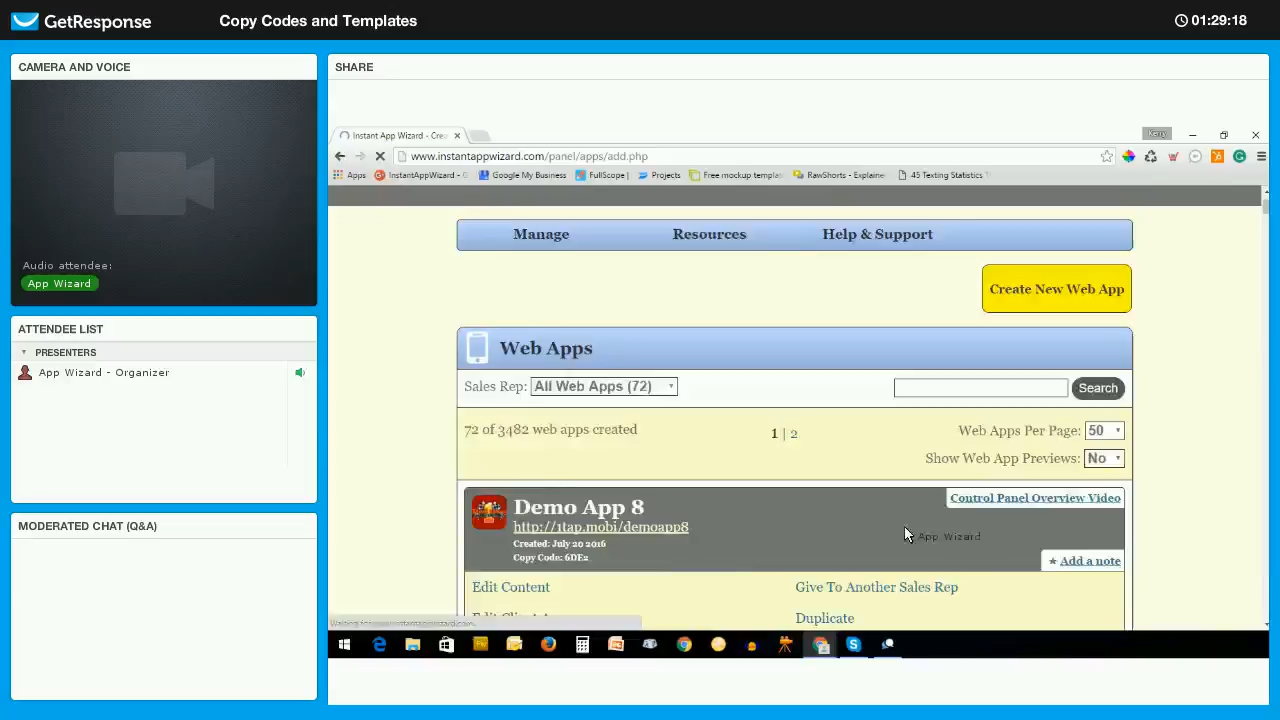 GetResponse
Copy Codes and Templates
01:29:18
CAMERA AND VOICE
Audio attendee:
App Wizard
ATTENDEE LIST
PRESENTERS
App Wizard - Organizer
MODERATED CHAT (Q&A)
SHARE
Instant App Wizard - Crea
Kerry
www.instantappwizard.com/panel/apps/add.php
Apps
InstantAppWizard - G
Google My Business
FullScope |
Projects
Free mockup templat
RawShorts - Explaine
45 Texting Statistics
Manage
Resources
Help & Support
Create New Web App
Web Apps
Sales Rep: All Web Apps (72)
Search
72 of 3482 web apps created
1 | 2
Web Apps Per Page: 50
Show Web App Previews: No
Demo App 8
http://1tap.mobi/demoapp8
Created: July 20 2016
Copy Code: 6DE2
Control Panel Overview Video
App Wizard
★ Add a note
Edit Content
Give To Another Sales Rep
Duplicate